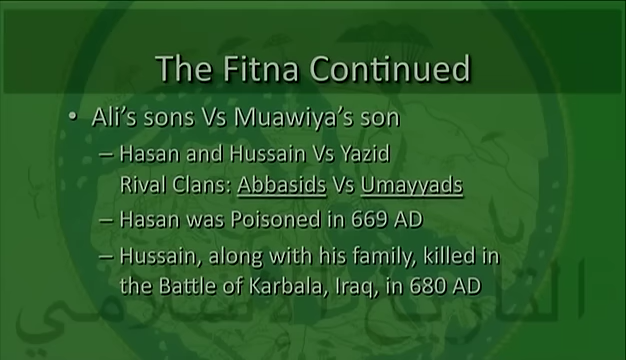 The Fitna Continued
• Ali's sons Vs Muawiya's son
– Hasan and Hussain Vs Yazid
Rival Clans: Abbasids Vs Umayyads
– Hasan was Poisoned in 669 AD
– Hussain, along with his family, killed in
the Battle of Karbala, Iraq, in 680 AD
التاريخ الإسلامي